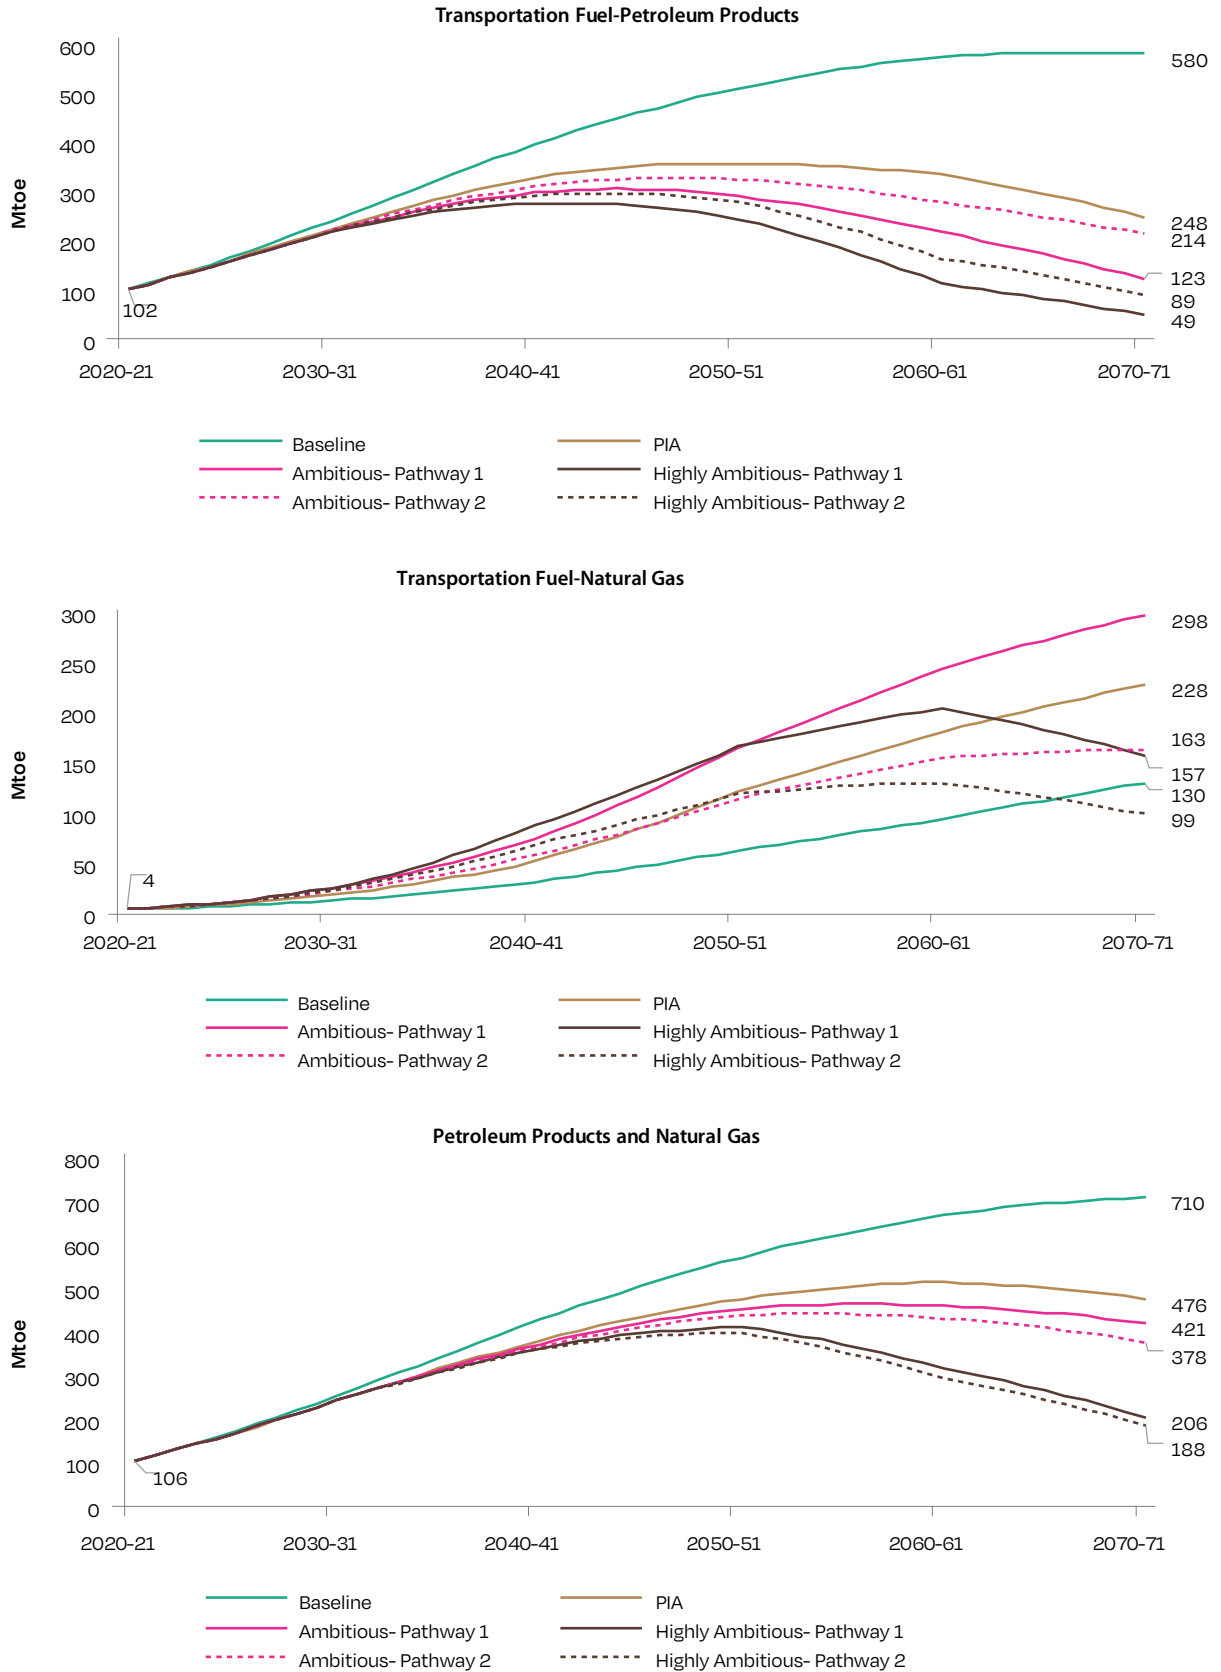 Transportation Fuel-Petroleum Products
Mtoe
600
500
400
300
200
100
0
102
580
248
214
123
89
49
2020-21 2030-31 2040-41 2050-51 2060-61 2070-71
Baseline PIA
Ambitious- Pathway 1 Highly Ambitious- Pathway 1
Ambitious- Pathway 2 Highly Ambitious- Pathway 2
Transportation Fuel-Natural Gas
Mtoe
300
250
200
150
100
50
0
4
298
228
163
157
130
99
2020-21 2030-31 2040-41 2050-51 2060-61 2070-71
Baseline PIA
Ambitious- Pathway 1 Highly Ambitious- Pathway 1
Ambitious- Pathway 2 Highly Ambitious- Pathway 2
Petroleum Products and Natural Gas
Mtoe
800
700
600
500
400
300
200
100
0
106
710
476
421
378
206
188
2020-21 2030-31 2040-41 2050-51 2060-61 2070-71
Baseline PIA
Ambitious- Pathway 1 Highly Ambitious- Pathway 1
Ambitious- Pathway 2 Highly Ambitious- Pathway 2